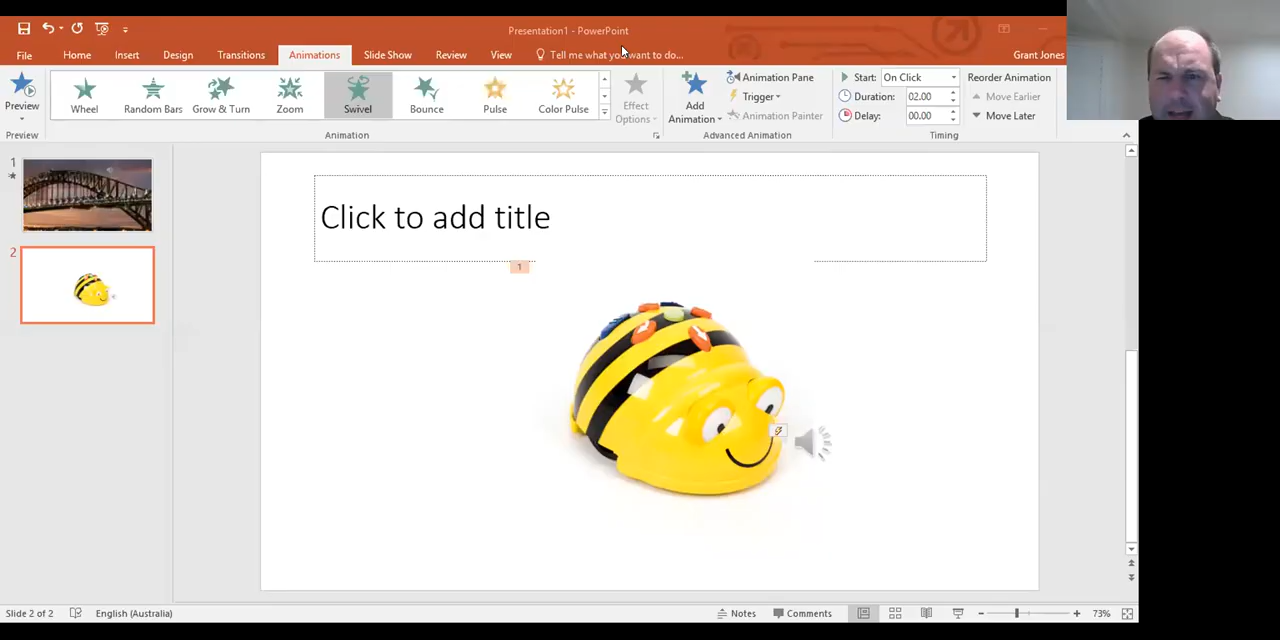 Presentation1 - PowerPoint
File Home Insert Design Transitions Animations Slide Show Review View Tell me what you want to do... Grant Jones
Preview
Wheel Random Bars Grow & Turn Zoom Swivel Bounce Pulse Color Pulse
Effect Options
Add Animation
Animation Pane
Trigger
Animation Painter
Start: On Click
Duration: 02.00
Delay: 00.00
Reorder Animation
Move Earlier
Move Later
Preview Animation Advanced Animation Timing
1
2
Click to add title
1
Slide 2 of 2 English (Australia) Notes Comments 73%